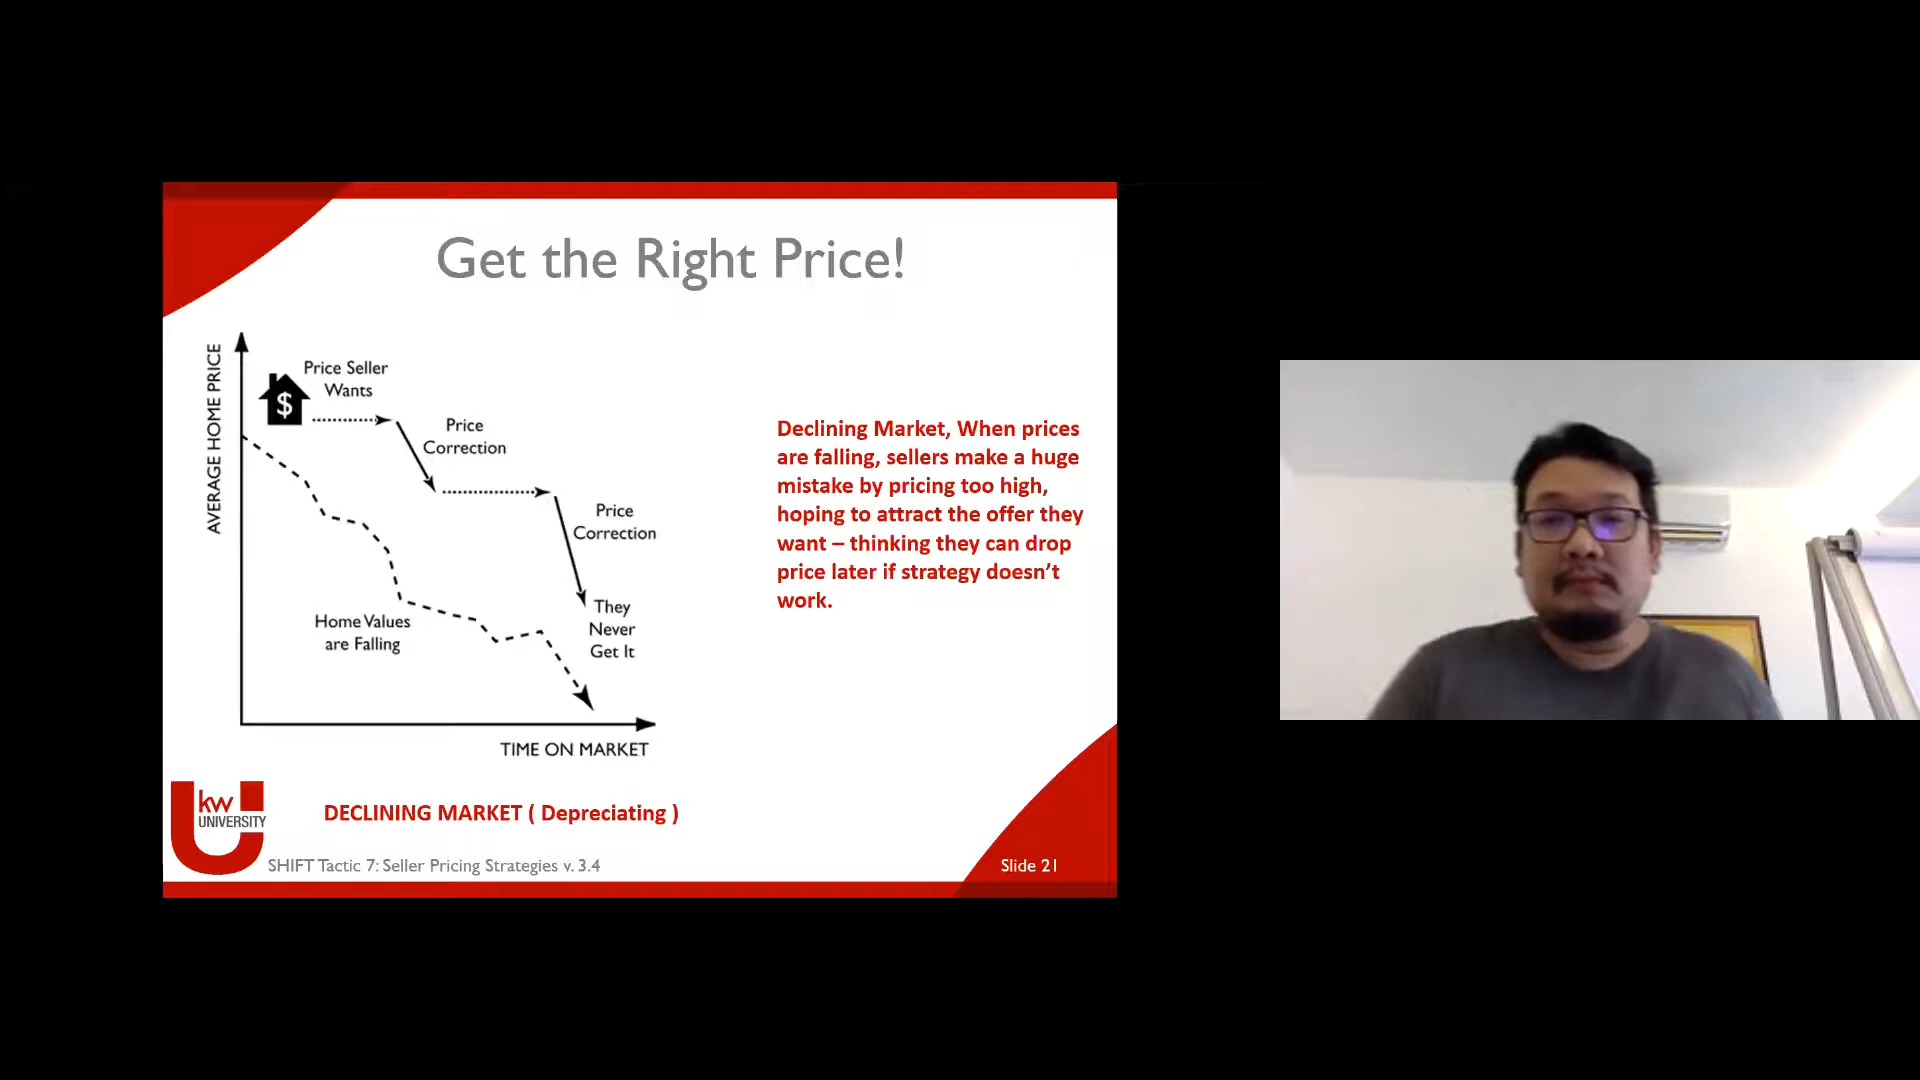 Get the Right Price!
AVERAGE HOME PRICE
$
Price Seller
Wants
Price
Correction
Price
Correction
They
Never
Get It
Home Values
are Falling
TIME ON MARKET
Declining Market, When prices
are falling, sellers make a huge
mistake by pricing too high,
hoping to attract the offer they
want – thinking they can drop
price later if strategy doesn’t
work.
DECLINING MARKET ( Depreciating )
kw
UNIVERSITY
SHIFT Tactic 7: Seller Pricing Strategies v. 3.4
Slide 21